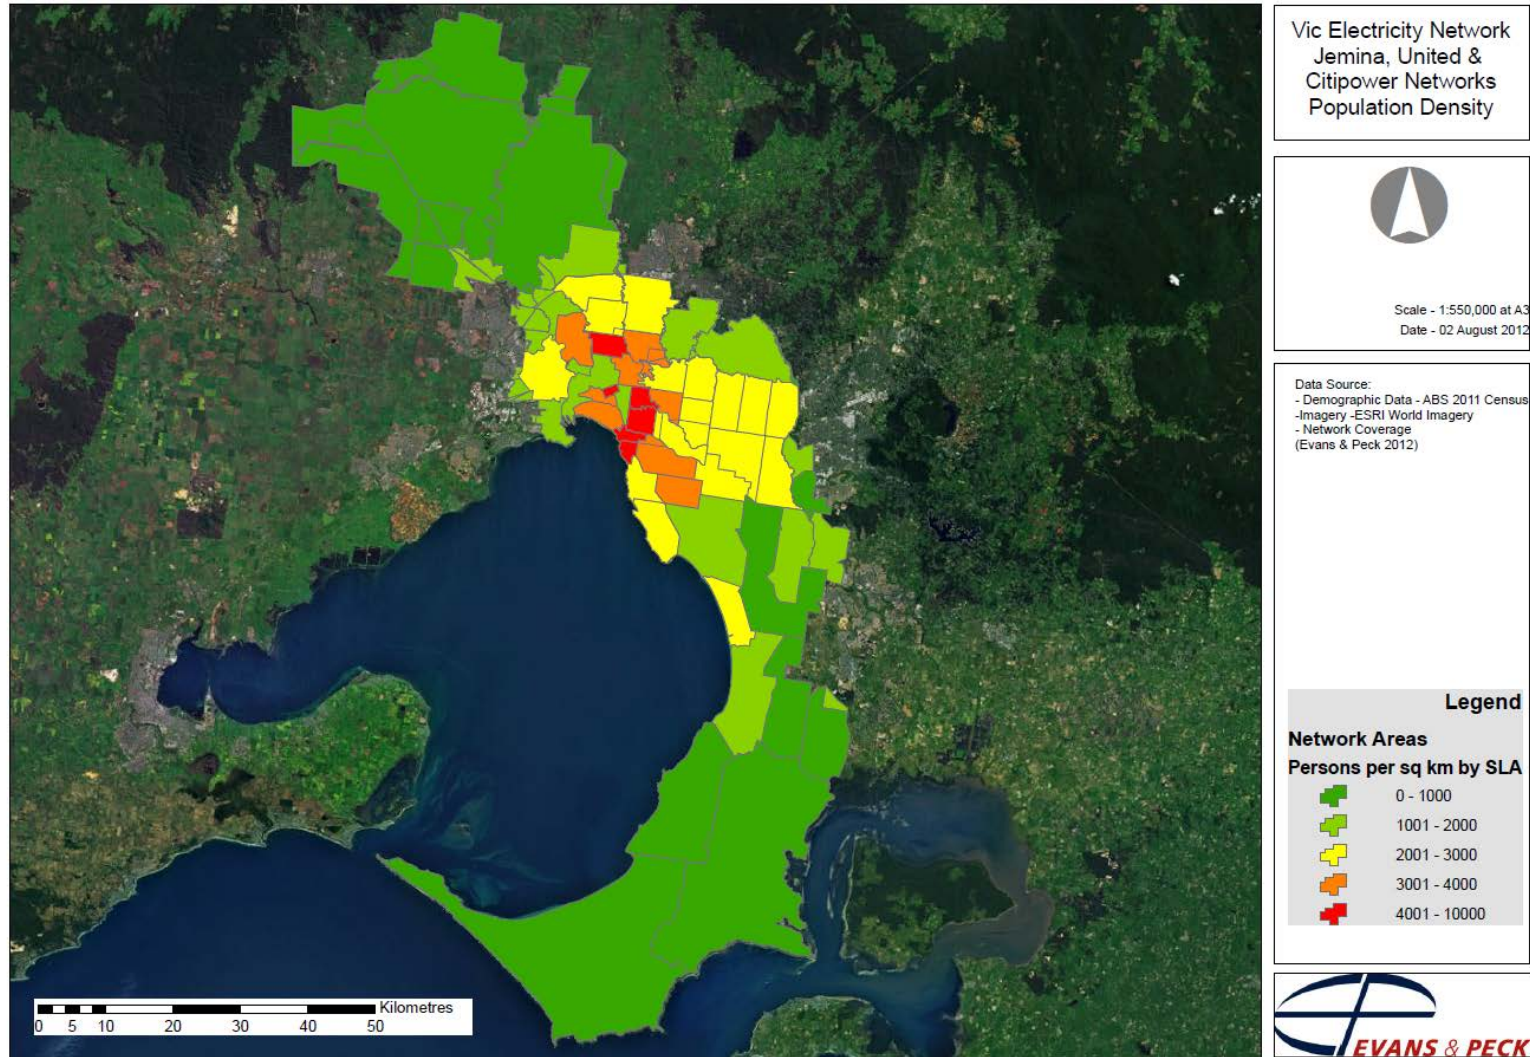 Vic Electricity Network
Jemina, United &
Citipower Networks
Population Density
Scale - 1:550,000 at A3
Date - 02 August 2012
Data Source:
- Demographic Data - ABS 2011 Census
-Imagery -ESRI World Imagery
- Network Coverage
(Evans & Peck 2012)
Legend
Network Areas
Persons per sq km by SLA
0 - 1000
1001 - 2000
2001 - 3000
3001 - 4000
4001 - 10000
Kilometres
0 5 10 20 30 40 50
EVANS & PECK